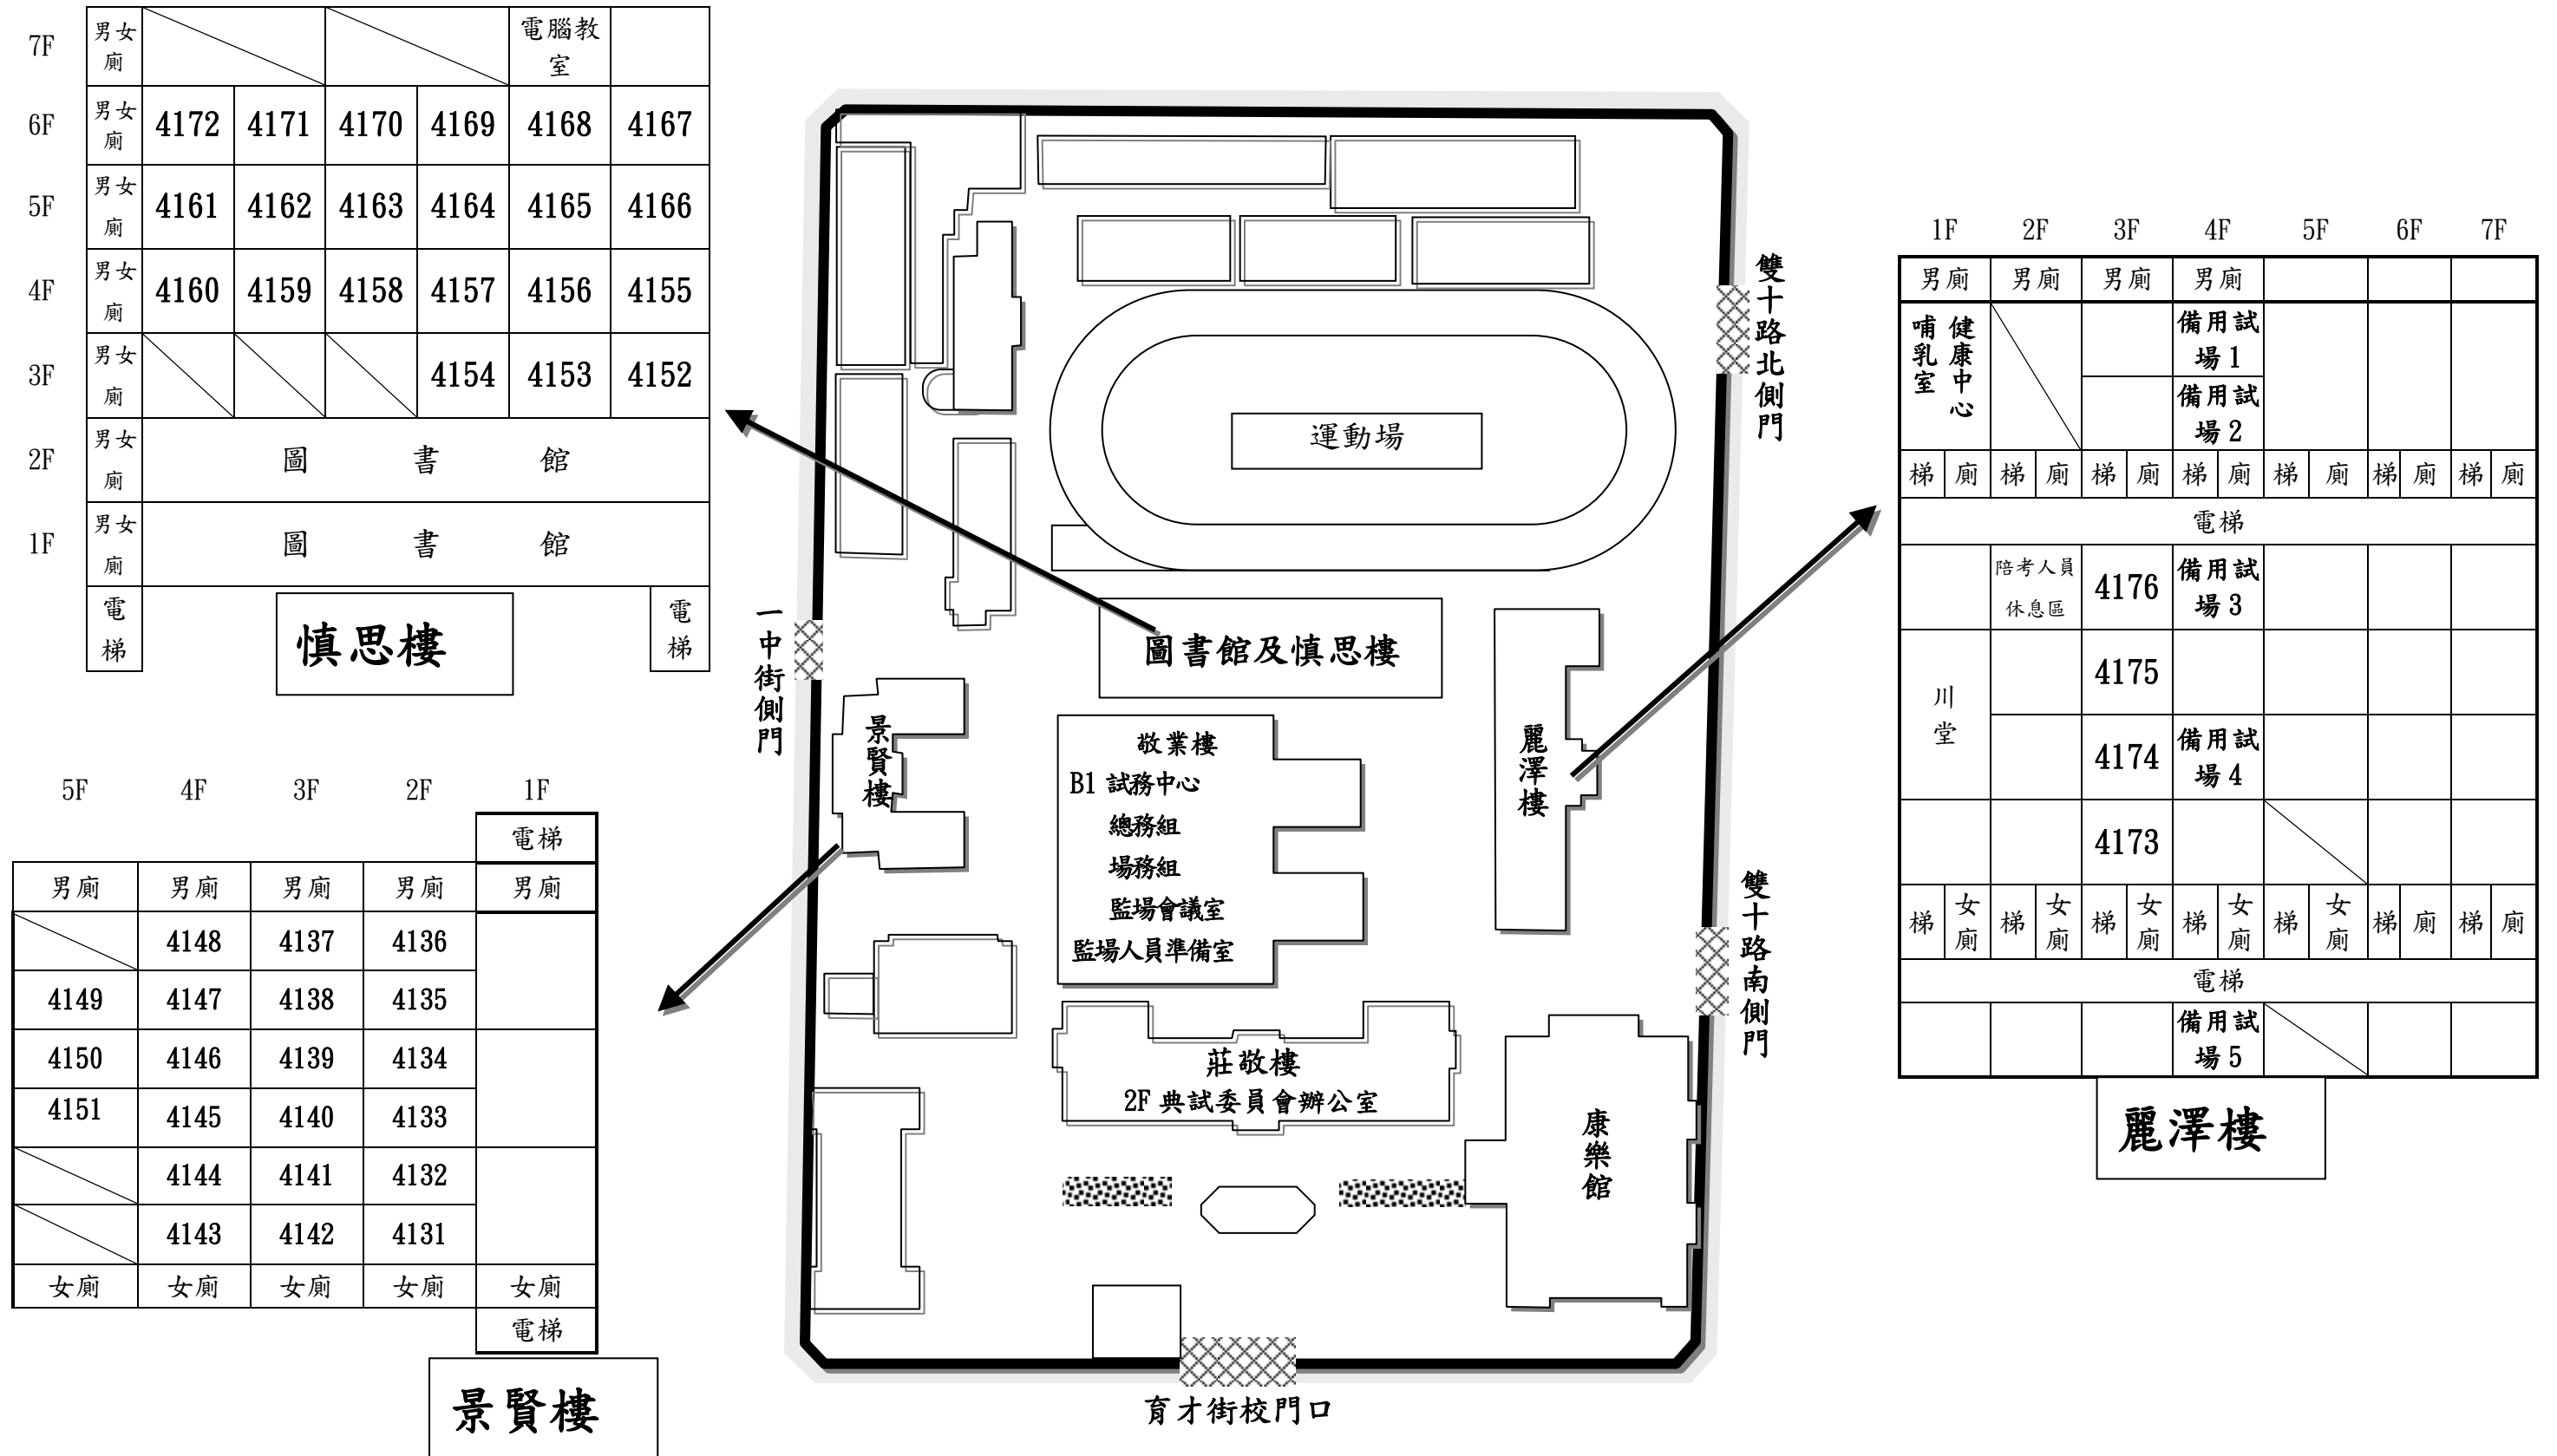 7F 男女廁 電腦教室
6F 男女廁 4172 4171 4170 4169 4168 4167
5F 男女廁 4161 4162 4163 4164 4165 4166
4F 男女廁 4160 4159 4158 4157 4156 4155
3F 男女廁 4154 4153 4152
2F 男女廁 圖書館
1F 男女廁 圖書館
電梯 電梯
慎思樓
5F 4F 3F 2F 1F
電梯
男廁 男廁 男廁 男廁 男廁
4148 4137 4136
4149 4147 4138 4135
4150 4146 4139 4134
4151 4145 4140 4133
4144 4141 4132
4143 4142 4131
女廁 女廁 女廁 女廁 女廁
電梯
景賢樓
運動場
雙十路北側門
一中街側門
圖書館及慎思樓
景賢樓
敬業樓
B1 試務中心
總務組
場務組
監場會議室
監場人員準備室
麗澤樓
雙十路南側門
莊敬樓
2F 典試委員會辦公室
康樂館
育才街校門口
1F 2F 3F 4F 5F 6F 7F
男廁 男廁 男廁 男廁
健康中心
哺乳室
備用試場 1
備用試場 2
梯 廁 梯 廁 梯 廁 梯 廁 梯 廁 梯 廁 梯 廁
電梯
陪考人員休息區 4176 備用試場 3
川堂
4175
4174 備用試場 4
4173
梯 女廁 梯 女廁 梯 女廁 梯 女廁 梯 女廁 梯 廁 梯 廁
電梯
備用試場 5
麗澤樓